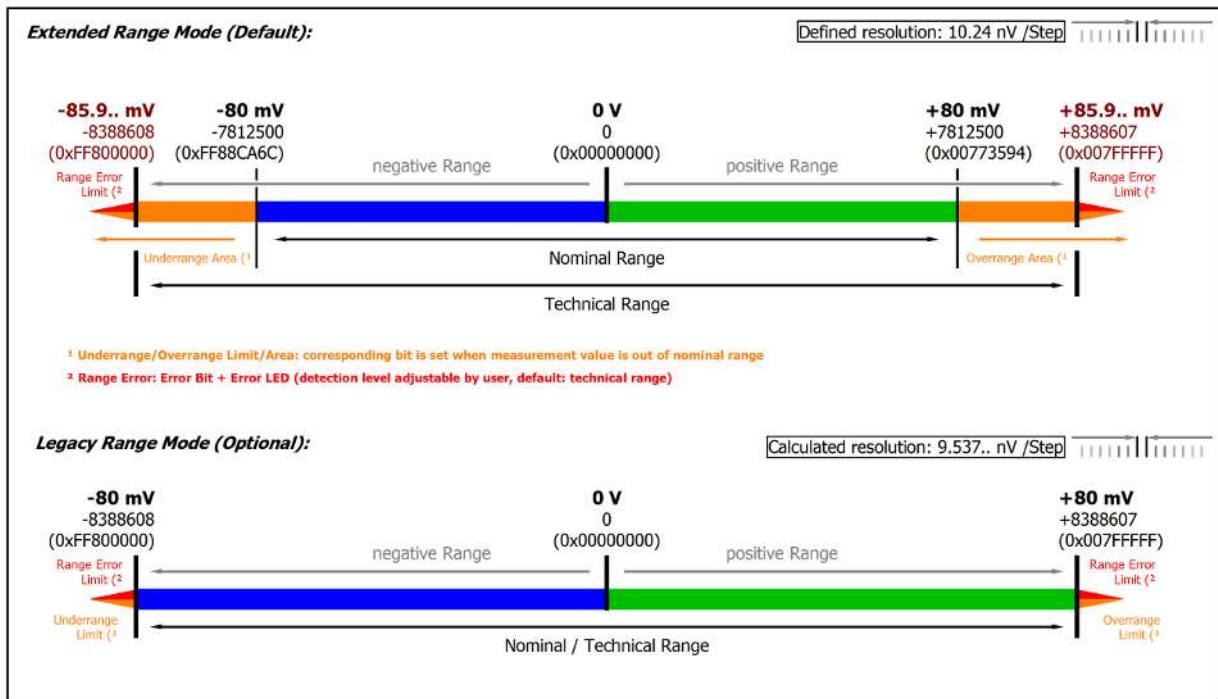 Extended Range Mode (Default):
Defined resolution: 10.24 nV /Step
-85.9.. mV
-8388608
(0xFF800000)
-80 mV
-7812500
(0xFF88CA6C)
0 V
0
(0x00000000)
+80 mV
+7812500
(0x00773594)
+85.9.. mV
+8388607
(0x007FFFFF)
negative Range
positive Range
Range Error
Limit (²
Range Error
Limit (²
Underrange Area (¹
Nominal Range
Overrange Area (¹
Technical Range
¹ Underrange/Overrange Limit/Area: corresponding bit is set when measurement value is out of nominal range
² Range Error: Error Bit + Error LED (detection level adjustable by user, default: technical range)
Legacy Range Mode (Optional):
Calculated resolution: 9.537.. nV /Step
-80 mV
-8388608
(0xFF800000)
0 V
0
(0x00000000)
+80 mV
+8388607
(0x007FFFFF)
negative Range
positive Range
Range Error
Limit (²
Range Error
Limit (²
Underrange
Limit (¹
Overrange
Limit (¹
Nominal / Technical Range